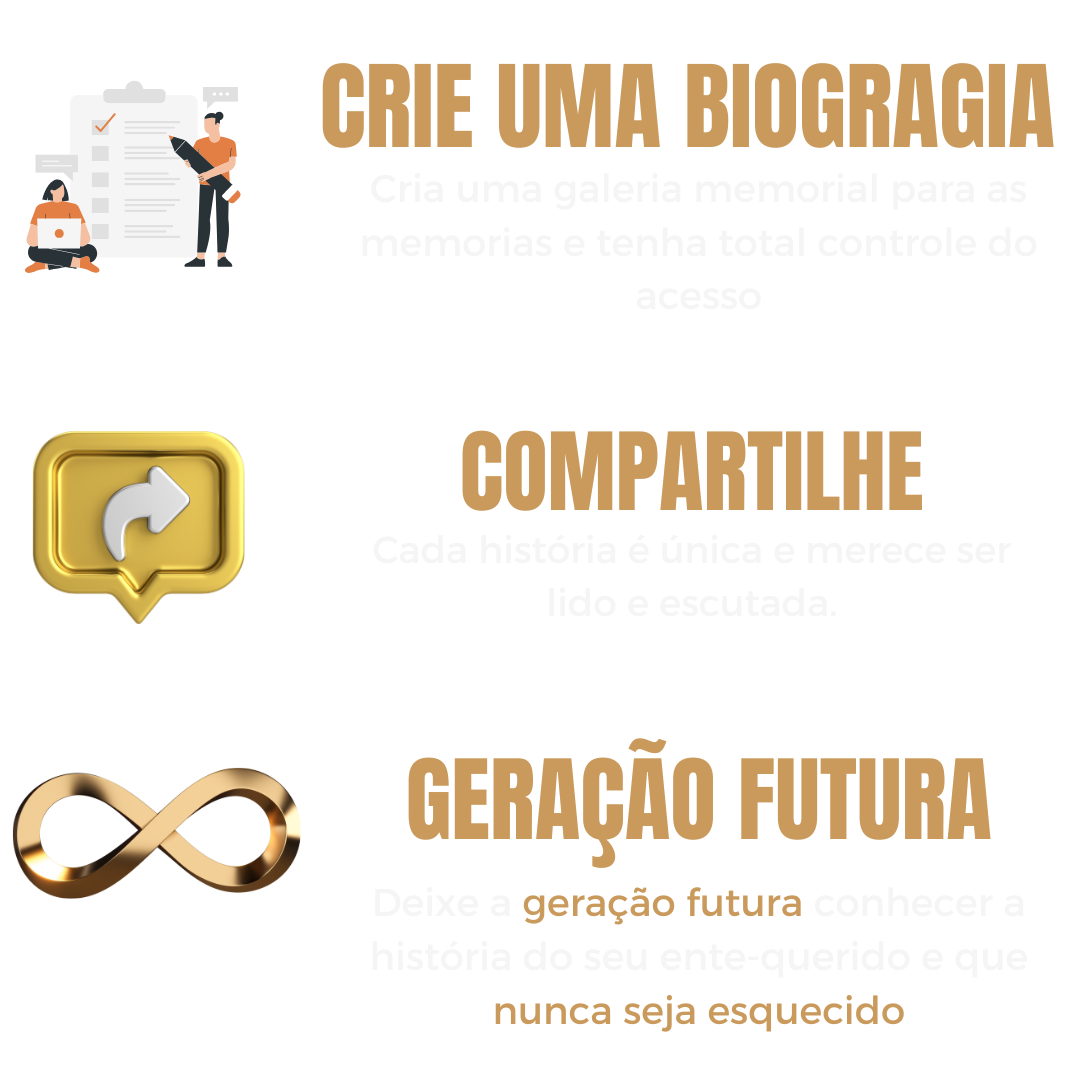 CRIE UMA BIOGRAGIA
Cria uma galeria memorial para as
memorias e tenha total controle do
acesso
COMPARTILHE
Cada história é única e merece ser
lido e escutada.
GERAÇÃO FUTURA
Deixe a geração futura conhecer a
história do seu ente-querido e que
nunca seja esquecido